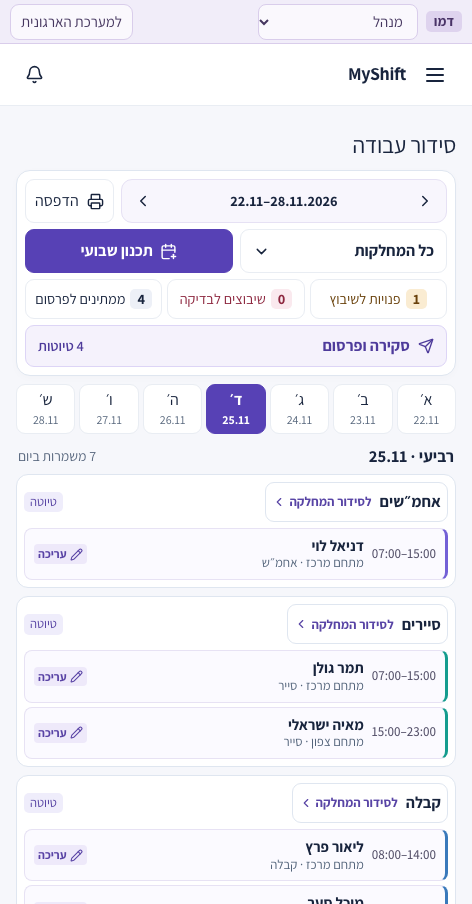 דמו
מנהל
למערכת הארגונית
MyShift
סידור עבודה
22.11–28.11.2026
הדפסה
כל המחלקות
תכנון שבועי
1 פנויות לשיבוץ
0 שיבוצים לבדיקה
4 ממתינים לפרסום
סקירה ופרסום
4 טיוטות
א׳ 22.11
ב׳ 23.11
ג׳ 24.11
ד׳ 25.11
ה׳ 26.11
ו׳ 27.11
ש׳ 28.11
רביעי · 25.11
7 משמרות ביום
אחמ״שים לסידור המחלקה
טיוטה
07:00–15:00 דניאל לוי
מתחם מרכז · אחמ״ש
עריכה
סיירים לסידור המחלקה
טיוטה
07:00–15:00 תמר גולן
מתחם מרכז · סייר
עריכה
15:00–23:00 מאיה ישראלי
מתחם צפון · סייר
עריכה
קבלה לסידור המחלקה
טיוטה
08:00–14:00 ליאור פרץ
מתחם מרכז · קבלה
עריכה